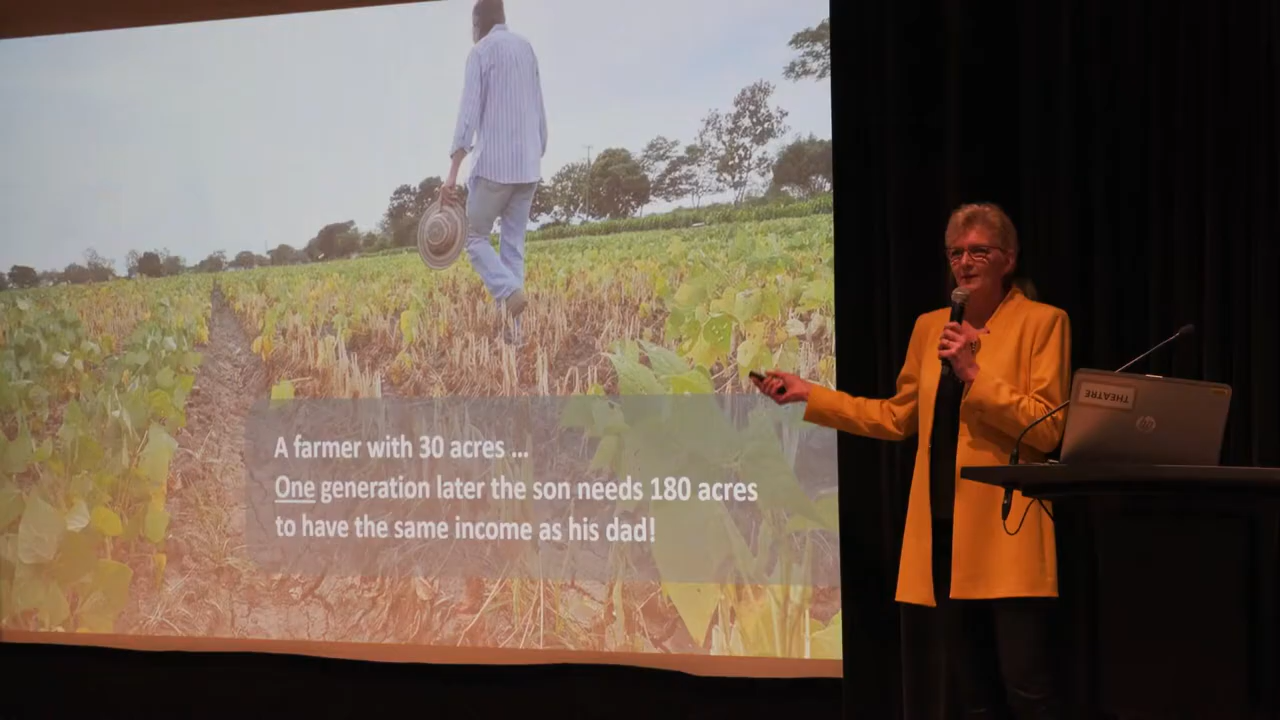 A farmer with 30 acres ...
One generation later the son needs 180 acres
to have the same income as his dad!
THEATRE
hp